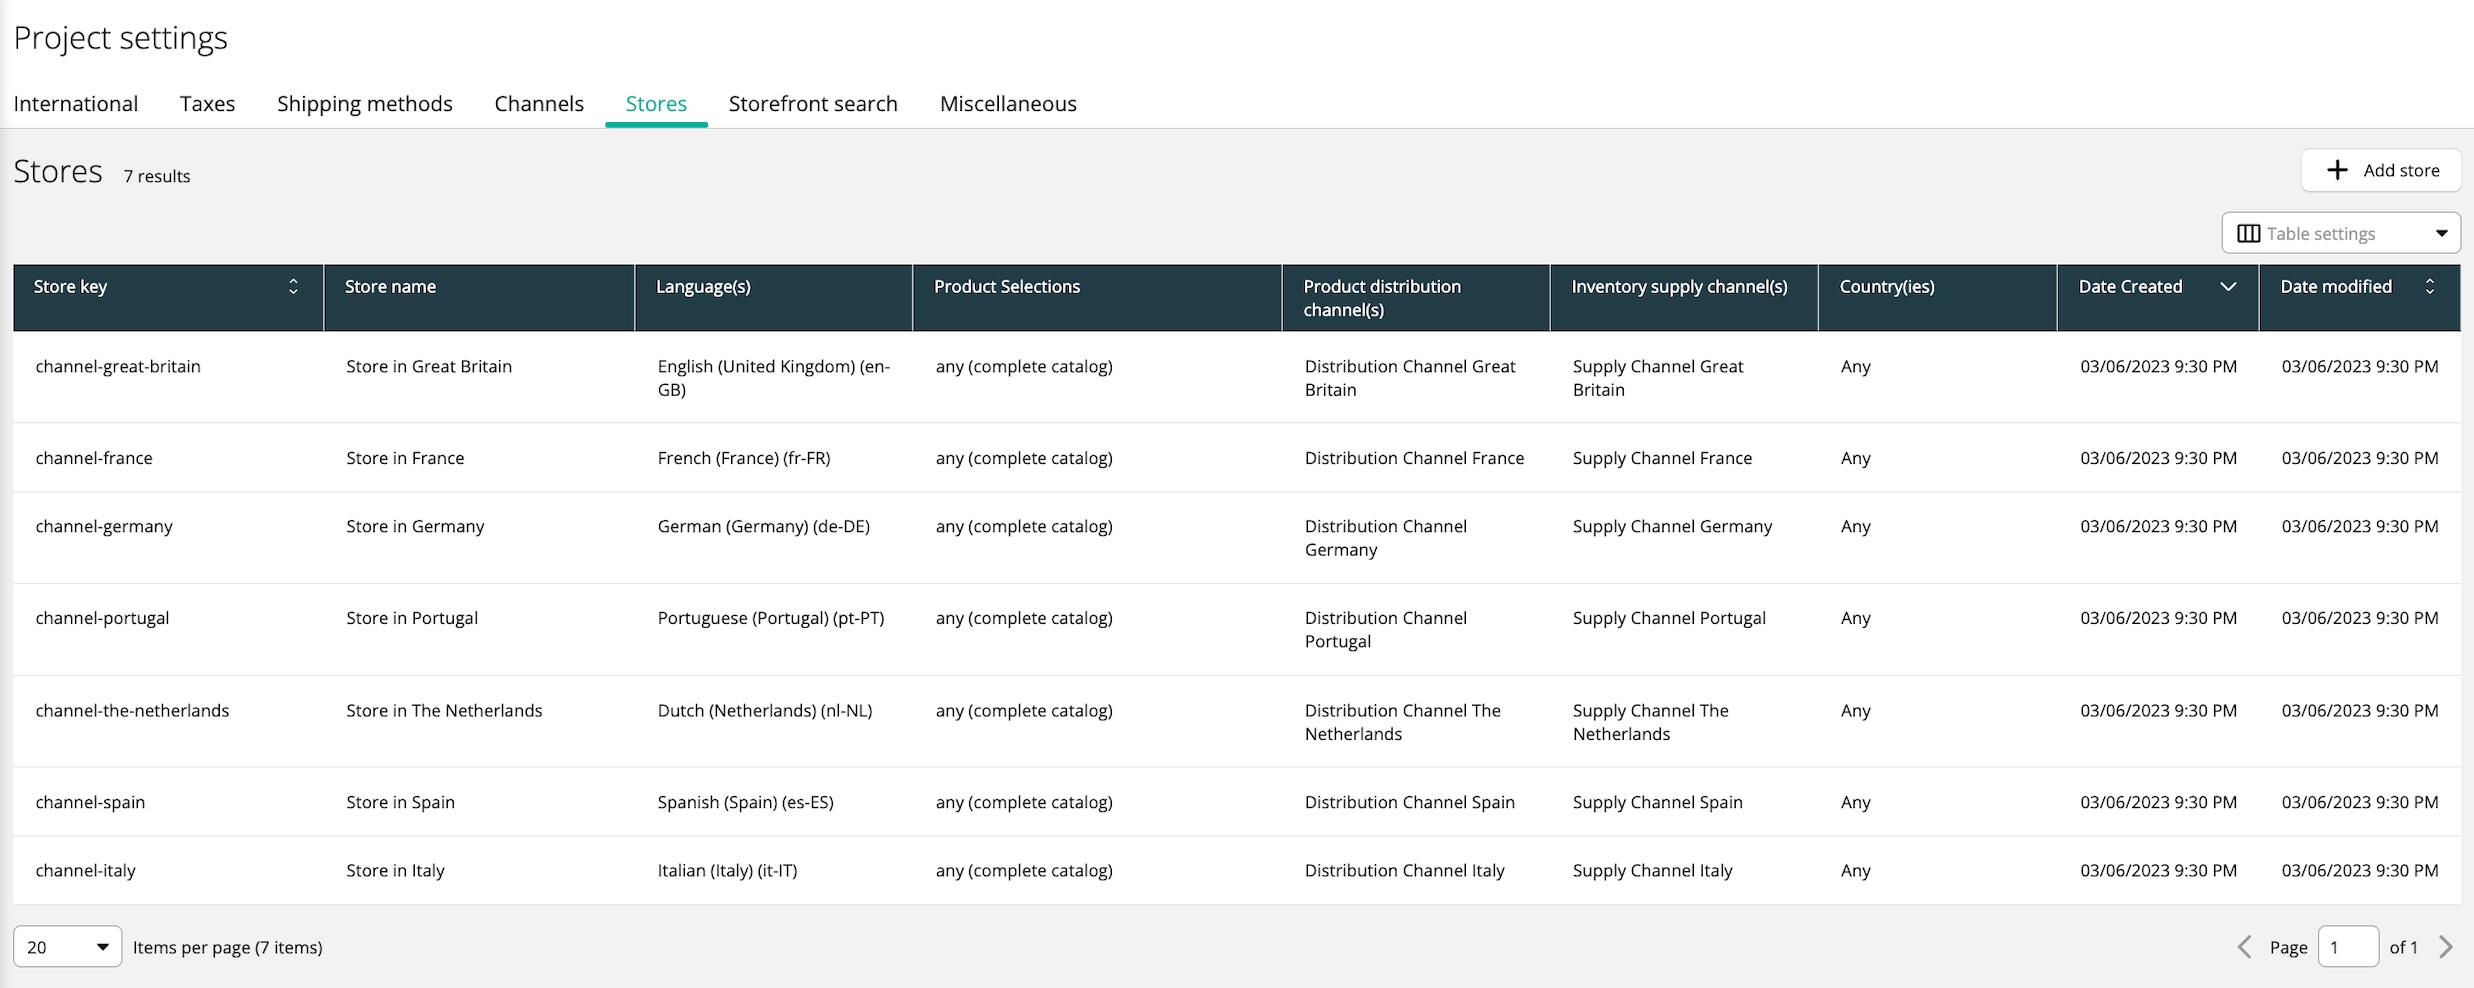 Project settings
International Taxes Shipping methods Channels Stores Storefront search Miscellaneous
Stores 7 results
Add store
Table settings
Store key Store name Language(s) Product Selections Product distribution Inventory supply channel(s) Country(ies) Date Created Date modified
channel(s)
channel-great-britain Store in Great Britain English (United Kingdom) (en- any (complete catalog) Distribution Channel Great Supply Channel Great Any 03/06/2023 9:30 PM 03/06/2023 9:30 PM
GB) Britain Britain
channel-france Store in France French (France) (fr-FR) any (complete catalog) Distribution Channel France Supply Channel France Any 03/06/2023 9:30 PM 03/06/2023 9:30 PM
channel-germany Store in Germany German (Germany) (de-DE) any (complete catalog) Distribution Channel Supply Channel Germany Any 03/06/2023 9:30 PM 03/06/2023 9:30 PM
Germany
channel-portugal Store in Portugal Portuguese (Portugal) (pt-PT) any (complete catalog) Distribution Channel Supply Channel Portugal Any 03/06/2023 9:30 PM 03/06/2023 9:30 PM
Portugal
channel-the-netherlands Store in The Netherlands Dutch (Netherlands) (nl-NL) any (complete catalog) Distribution Channel The Supply Channel The Any 03/06/2023 9:30 PM 03/06/2023 9:30 PM
Netherlands Netherlands
channel-spain Store in Spain Spanish (Spain) (es-ES) any (complete catalog) Distribution Channel Spain Supply Channel Spain Any 03/06/2023 9:30 PM 03/06/2023 9:30 PM
channel-italy Store in Italy Italian (Italy) (it-IT) any (complete catalog) Distribution Channel Italy Supply Channel Italy Any 03/06/2023 9:30 PM 03/06/2023 9:30 PM
20 Items per page (7 items) Page 1 of 1